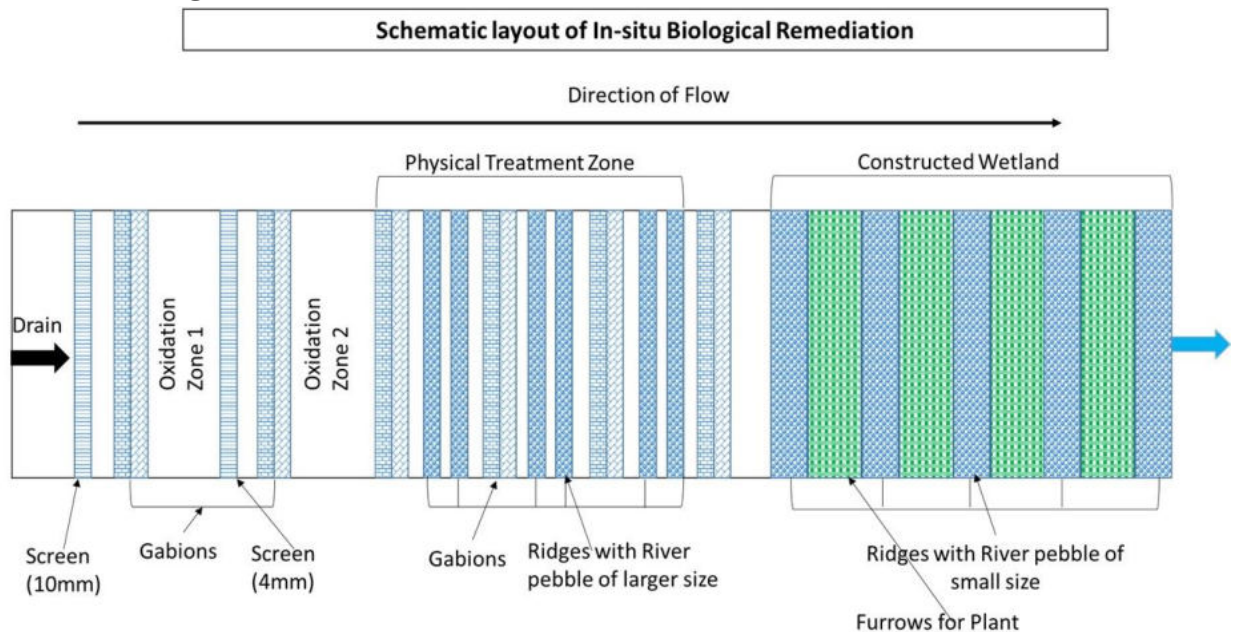 Schematic layout of In-situ Biological Remediation
Direction of Flow
Physical Treatment Zone
Constructed Wetland
Drain
Oxidation
Zone 1
Oxidation
Zone 2
Screen
(10mm)
Gabions
Screen
(4mm)
Gabions
Ridges with River
pebble of larger size
Ridges with River pebble of
small size
Furrows for Plant